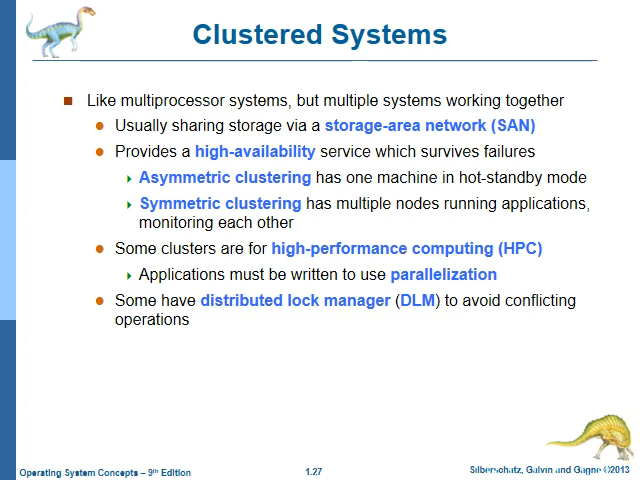 Clustered Systems
Like multiprocessor systems, but multiple systems working together
Usually sharing storage via a storage-area network (SAN)
Provides a high-availability service which survives failures
Asymmetric clustering has one machine in hot-standby mode
Symmetric clustering has multiple nodes running applications,
monitoring each other
Some clusters are for high-performance computing (HPC)
Applications must be written to use parallelization
Some have distributed lock manager (DLM) to avoid conflicting
operations
Operating System Concepts – 9th Edition
1.27
Silberschatz, Galvin and Gagne ©2013